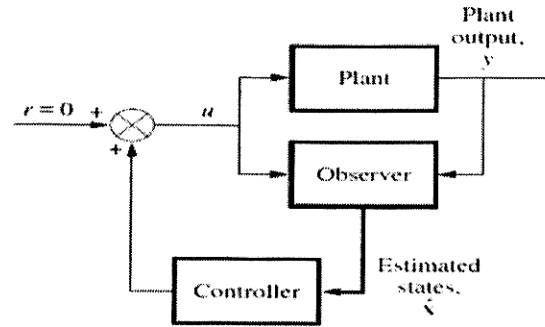 Plant
output,
y
Plant
r = 0
+
+
u
Observer
Controller
Estimated
states,
x̂